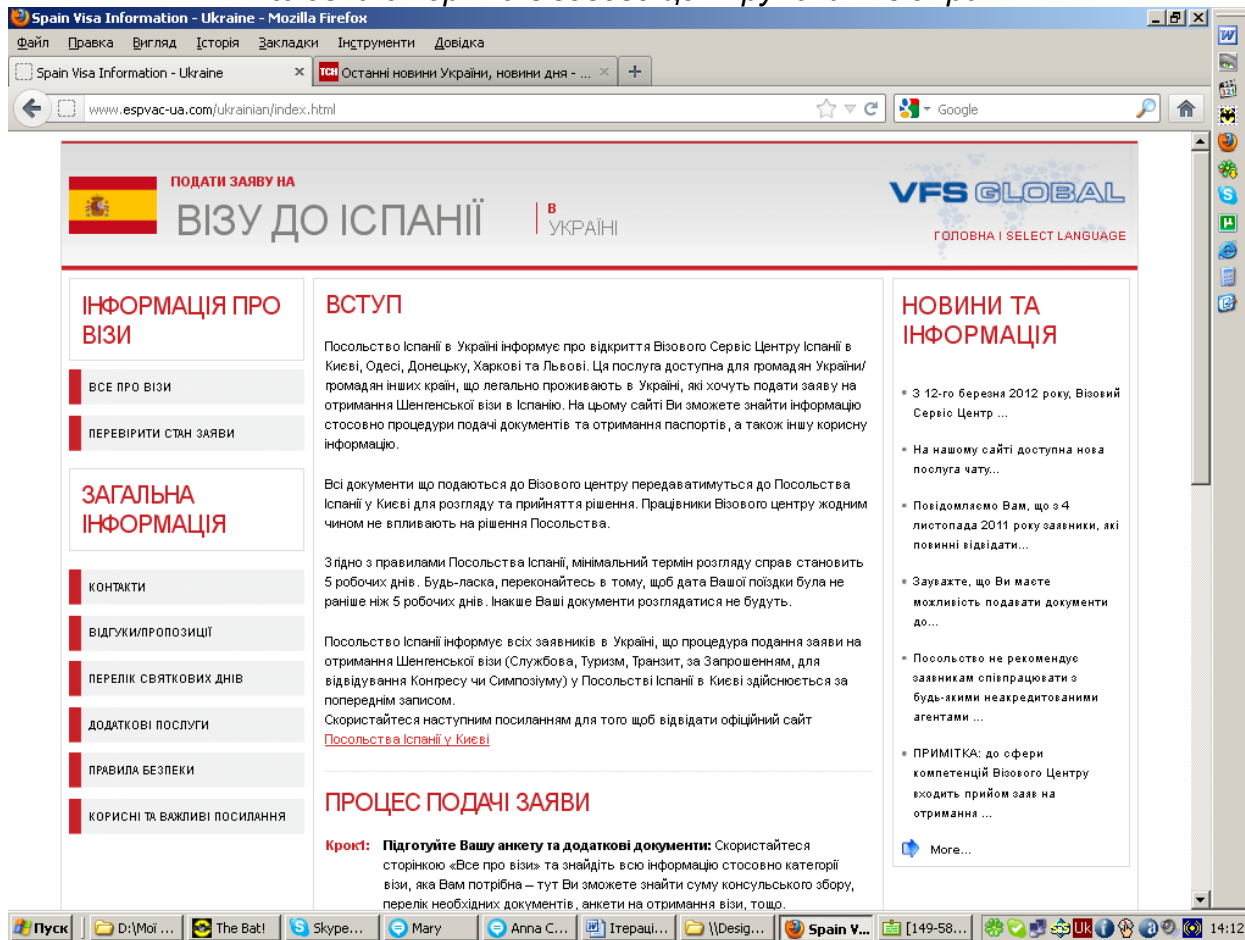 Spain Visa Information - Ukraine - Mozilla Firefox
Файл Правка Вигляд Історія Закладки Інструменти Довідка
Spain Visa Information - Ukraine
ТСН Останні новини України, новини дня - ...
www.espvac-ua.com/ukrainian/index.html
Google
ПОДАТИ ЗАЯВУ НА
ВІЗУ ДО ІСПАНІЇ
В
УКРАЇНІ
VFS GLOBAL
ГОЛОВНА І SELECT LANGUAGE
ІНФОРМАЦІЯ ПРО
ВІЗИ
ВСЕ ПРО ВІЗИ
ПЕРЕВІРИТИ СТАН ЗАЯВИ
ЗАГАЛЬНА
ІНФОРМАЦІЯ
КОНТАКТИ
ВІДГУКИ/ПРОПОЗИЦІЇ
ПЕРЕЛІК СВЯТКОВИХ ДНІВ
ДОДАТКОВІ ПОСЛУГИ
ПРАВИЛА БЕЗПЕКИ
КОРИСНІ ТА ВАЖЛИВІ ПОСИЛАННЯ
ВСТУП
Посольство Іспанії в Україні інформує про відкриття Візового Сервіс Центру Іспанії в
Києві, Одесі, Донецьку, Харкові та Львові. Ця послуга доступна для громадян України/
громадян інших країн, що легально проживають в Україні, які хочуть подати заяву на
отримання Шенгенської візи в Іспанію. На цьому сайті Ви зможете знайти інформацію
стосовно процедури подачі документів та отримання паспортів, а також іншу корисну
інформацію.
Всі документи що подаються до Візового центру передаватимуться до Посольства
Іспанії у Києві для розгляду та прийняття рішення. Працівники Візового центру жодним
чином не впливають на рішення Посольства.
Згідно з правилами Посольства Іспанії, мінімальний термін розгляду справ становить
5 робочих днів. Будь-ласка, переконайтесь в тому, щоб дата Вашої поїздки була не
раніше ніж 5 робочих днів. Інакше Ваші документи розглядатися не будуть.
Посольство Іспанії інформує всіх заявників в Україні, що процедура подання заяви на
отримання Шенгенської візи (Службова, Туризм, Транзит, за Запрошенням, для
відвідування Конгресу чи Симпозіуму) у Посольстві Іспанії в Києві здійснюється за
попереднім записом.
Скористайтеся наступним посиланням для того щоб відвідати офіційний сайт
Посольства Іспанії у Києві
ПРОЦЕС ПОДАЧІ ЗАЯВИ
Крок1: Підготуйте Вашу анкету та додаткові документи: Скористайтеся
сторінкою «Все про візи» та знайдіть всю інформацію стосовно категорії
візи, яка Вам потрібна – тут Ви зможете знайти суму консульського збору,
перелік необхідних документів, анкети на отримання візи, тощо.
НОВИНИ ТА
ІНФОРМАЦІЯ
З 12-го березня 2012 року, Візовий
Сервіс Центр ...
На нашому сайті доступна нова
послуга чату...
Повідомляємо Вам, що з 4
листопада 2011 року заявники, які
повинні відвідати...
Зауважте, що Ви маєте
можливість подавати документи
до...
Посольство не рекомендує
заявникам співпрацювати з
будь-якими неакредитованими
агентами ...
ПРИМІТКА: до сфери
компетенцій Візового Центру
входить прийом заяв на
отримання ...
More...
Пуск D:\Мої ... The Bat! Skype... Mary Anna C... Ітераці... \\Desig... Spain V... [149-58... Uk 14:12